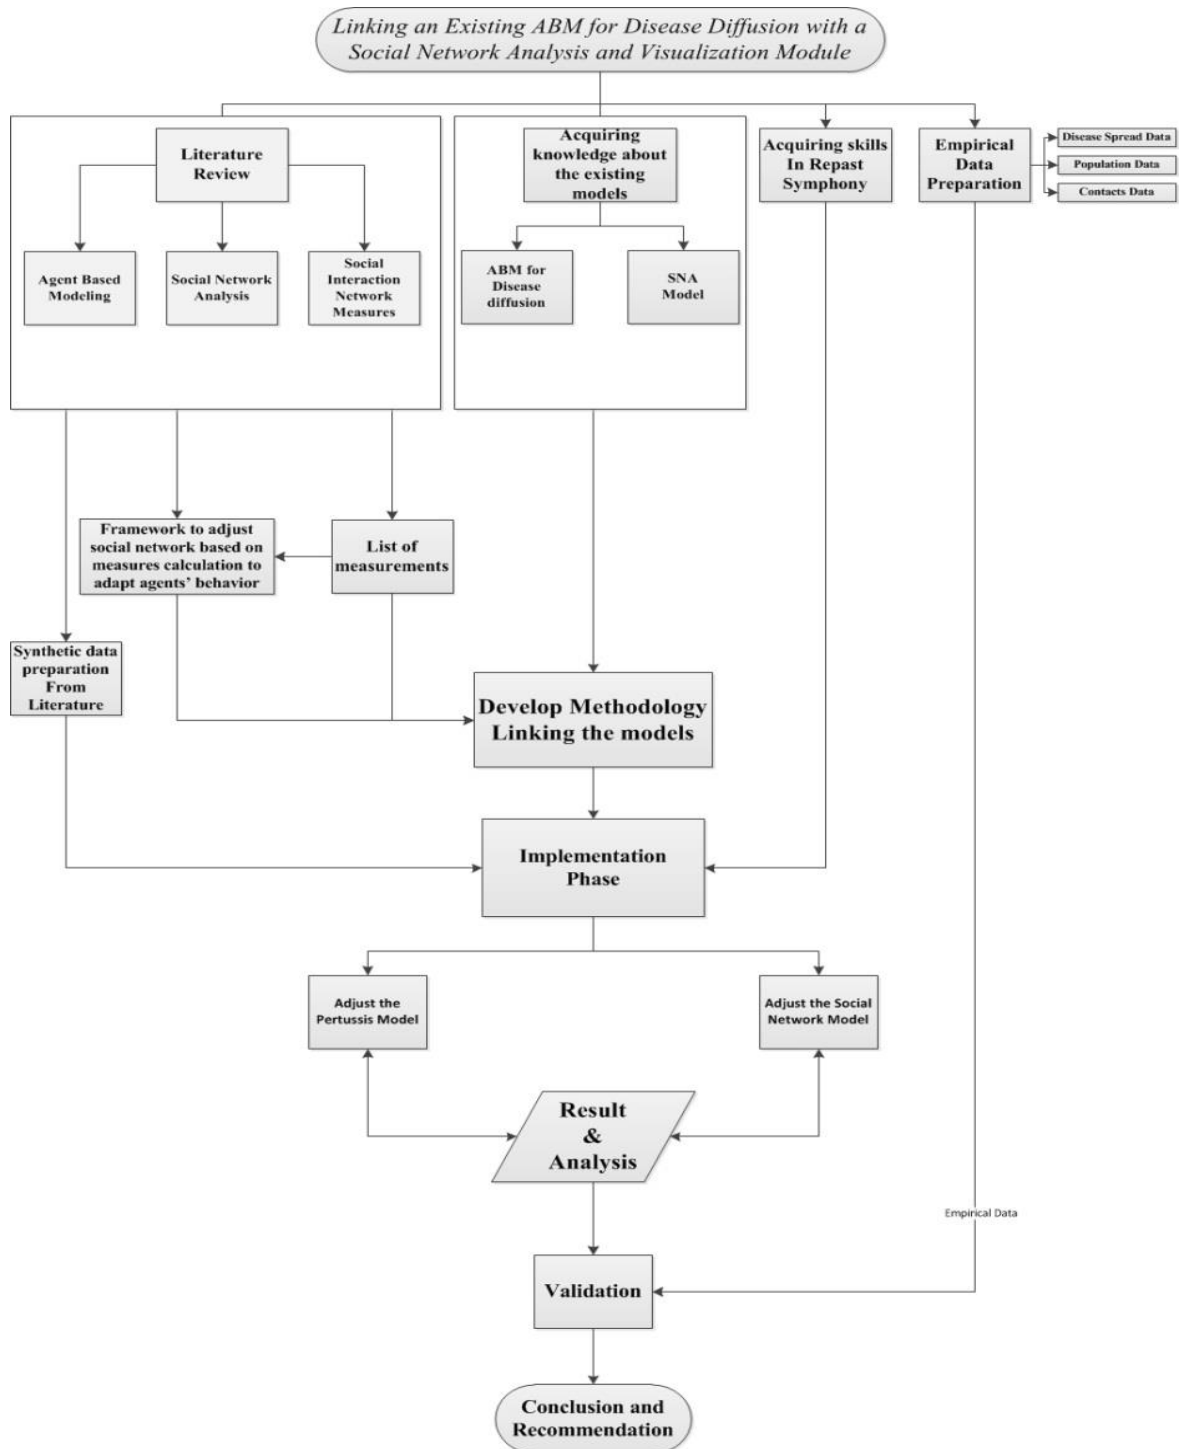 Linking an Existing ABM for Disease Diffusion with a
Social Network Analysis and Visualization Module
Literature
Review
Acquiring
knowledge about
the existing
models
Acquiring skills
In Repast
Symphony
Empirical
Data
Preparation
Disease Spread Data
Population Data
Contacts Data
Agent Based
Modeling
Social Network
Analysis
Social
Interaction
Network
Measures
ABM for
Disease
diffusion
SNA
Model
Framework to adjust
social network based on
measures calculation to
adapt agents’ behavior
List of
measurements
Synthetic data
preparation
From
Literature
Develop Methodology
Linking the models
Implementation
Phase
Adjust the
Pertussis Model
Adjust the Social
Network Model
Result
&
Analysis
Empirical Data
Validation
Conclusion and
Recommendation